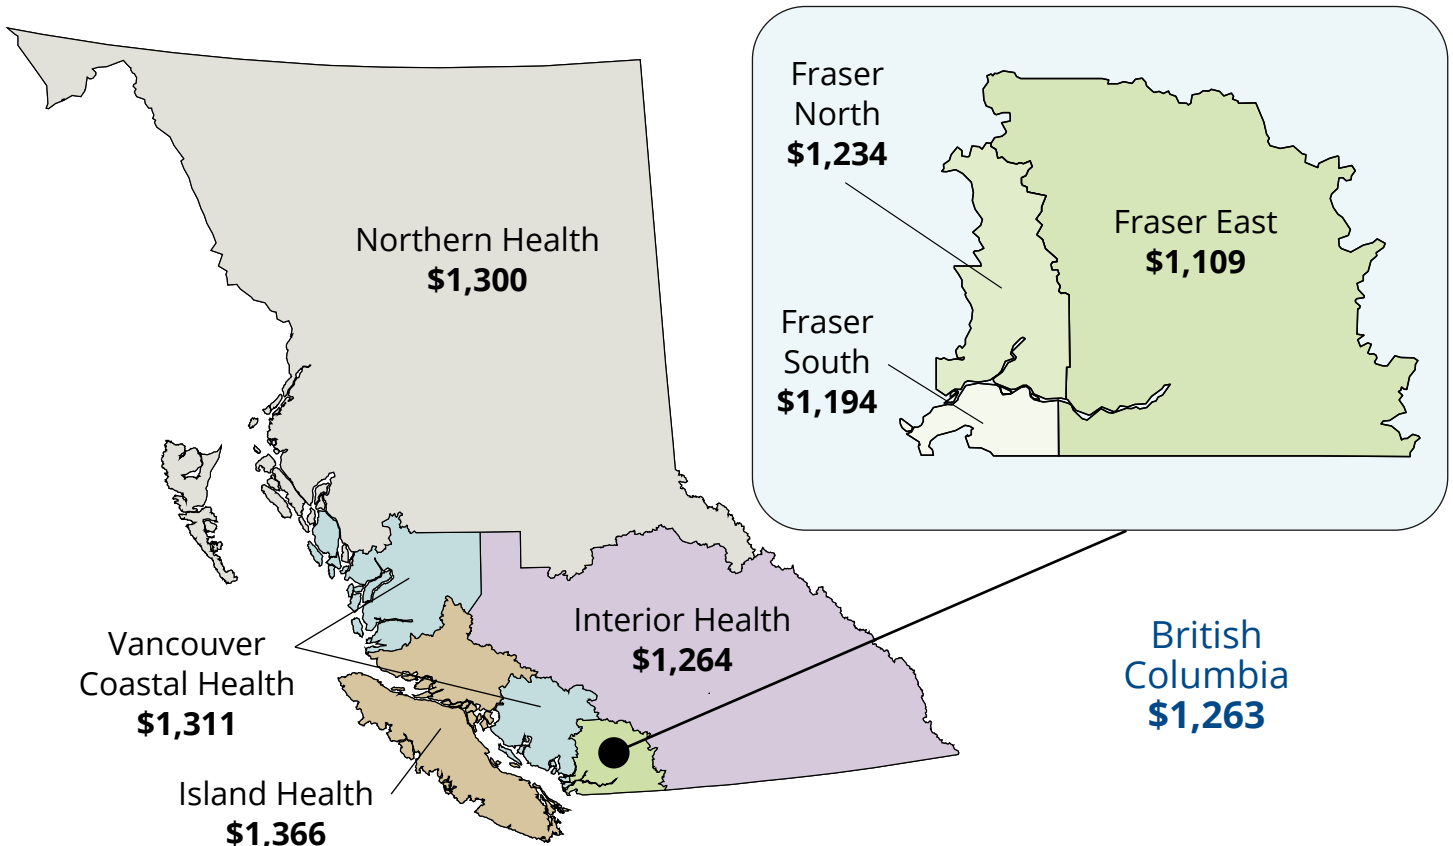 Fraser
North
$1,234
Fraser East
$1,109
Northern Health
$1,300
Fraser
South
$1,194
Interior Health
$1,264
Vancouver
Coastal Health
$1,311
British
Columbia
$1,263
Island Health
$1,366